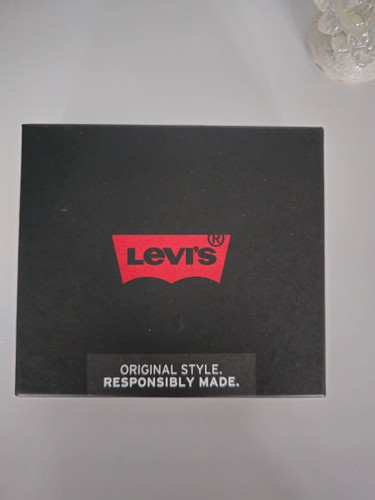 LEVI'S®
ORIGINAL STYLE.
RESPONSIBLY MADE.